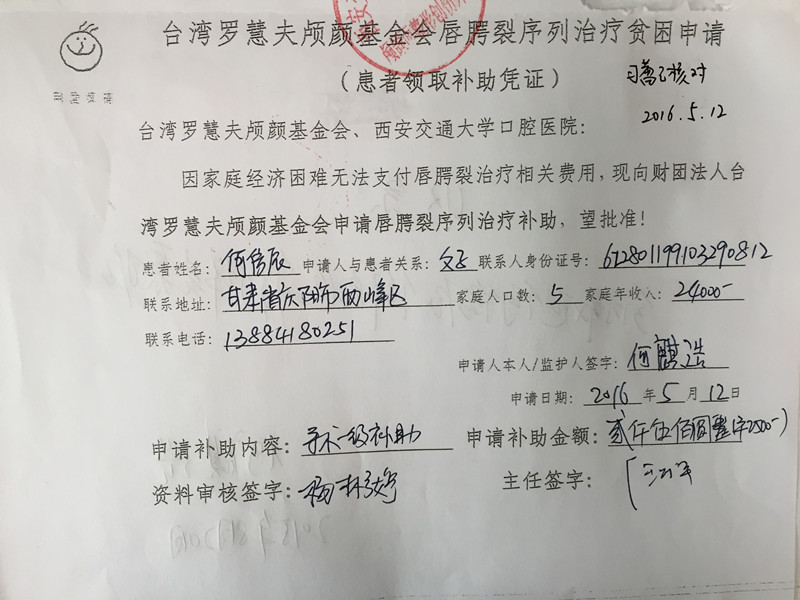 台湾罗慧夫颅颜基金会唇腭裂序列治疗贫困申请
(患者领取补助凭证)
核对
2016.5.12
台湾罗慧夫颅颜基金会、西安交通大学口腔医院:
因家庭经济困难无法支付唇腭裂治疗相关费用,现向财团法人台
湾罗慧夫颅颜基金会申请唇腭裂序列治疗补助,望批准!
患者姓名: 何 辰 申请人与患者关系: 父子 联系人身份证号: 612801199103290812
联系地址: 甘肃省庆阳市西峰区 家庭人口数: 5 家庭年收入: 24000-
联系电话: 13884180251
申请人本人/监护人签字: 何麒浩
申请日期: 2016 年 5 月 12 日
申请补助内容: 手术级补助 申请补助金额: 贰仟伍佰圆整(¥2500-)
资料审核签字: 杨 主任签字: